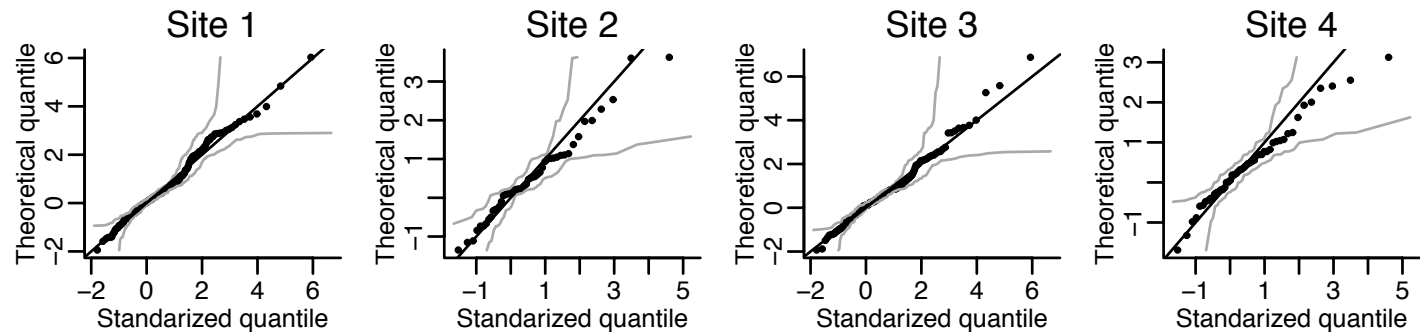 Site 1
Theoretical quantile
6
4
2
0
−2
−2 0 2 4 6
Standarized quantile
Site 2
Theoretical quantile
3
2
1
−1
−1 1 3 5
Standarized quantile
Site 3
Theoretical quantile
6
4
2
0
−2
−2 0 2 4 6
Standarized quantile
Site 4
Theoretical quantile
3
2
1
−1
−1 1 3 5
Standarized quantile